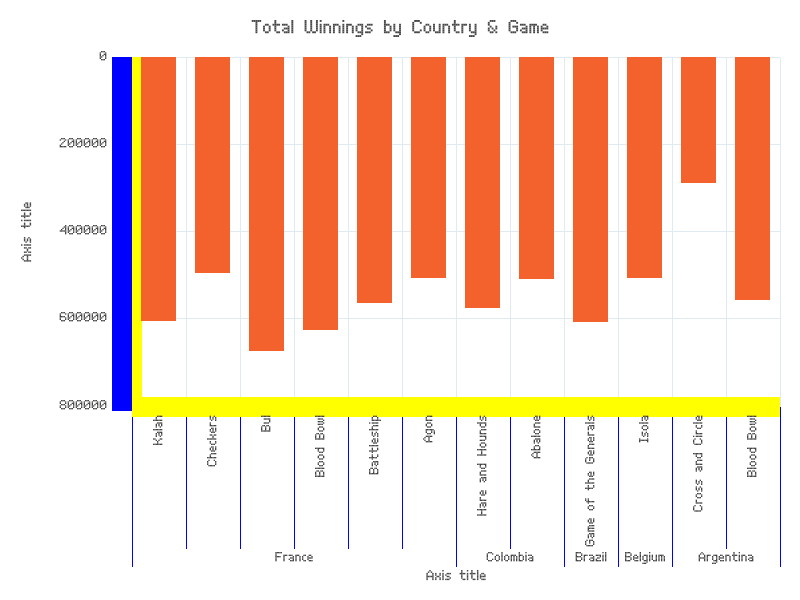 Total Winnings by Country & Game
0
200000
400000
600000
800000
Axis title
Kalah
Checkers
Bul
Blood Bowl
Battleship
Agon
Hare and Hounds
Abalone
Game of the Generals
Isola
Cross and Circle
Blood Bowl
France
Colombia
Brazil
Belgium
Argentina
Axis title